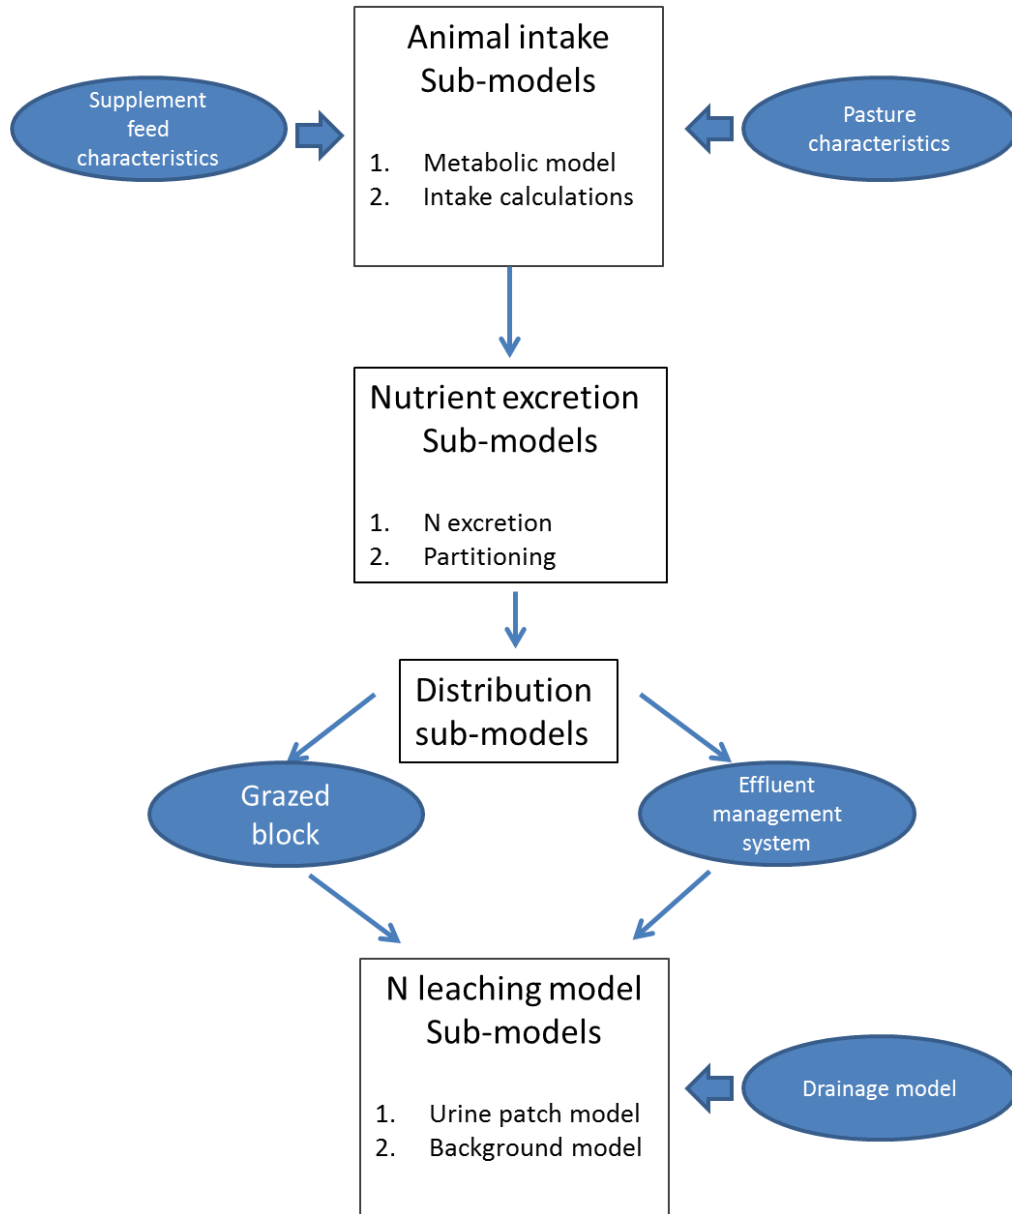 Animal intake
Sub-models
1. Metabolic model
2. Intake calculations
Supplement
feed
characteristics
Pasture
characteristics
Nutrient excretion
Sub-models
1. N excretion
2. Partitioning
Distribution
sub-models
Grazed
block
Effluent
management
system
N leaching model
Sub-models
1. Urine patch model
2. Background model
Drainage model